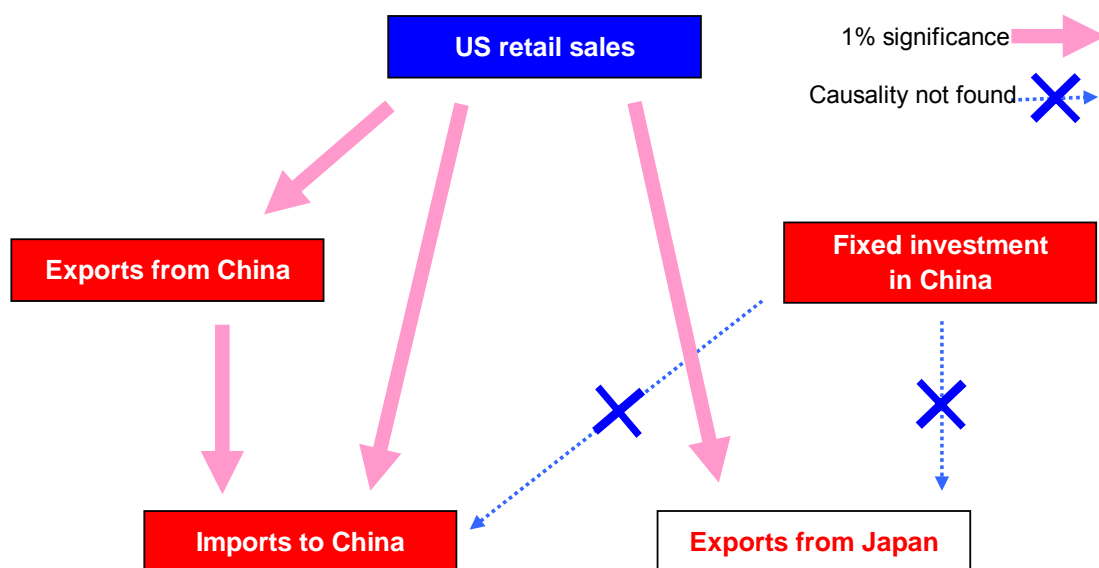 US retail sales
1% significance
Causality not found
Exports from China
Fixed investment
in China
Imports to China
Exports from Japan